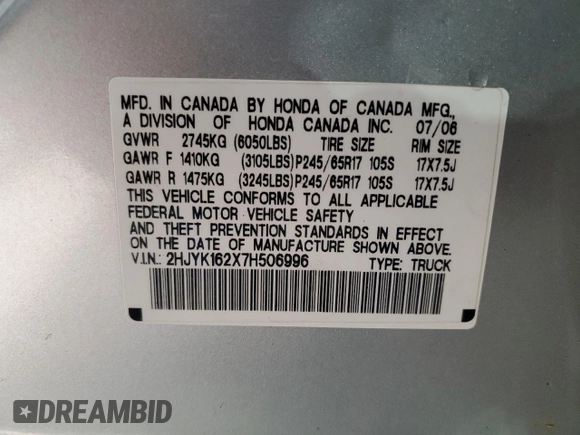 MFD. IN CANADA BY HONDA OF CANADA MFG.,
A DIVISION OF HONDA CANADA INC. 07/06
GVWR 2745KG (6050LBS) TIRE SIZE RIM SIZE
GAWR F 1410KG (3105LBS)P245/65R17 105S 17X7.5J
GAWR R 1475KG (3245LBS)P245/65R17 105S 17X7.5J
THIS VEHICLE CONFORMS TO ALL APPLICABLE
FEDERAL MOTOR VEHICLE SAFETY
AND THEFT PREVENTION STANDARDS IN EFFECT
ON THE DATE OF MANUFACTURE SHOWN ABOVE.
V.I.N.: 2HJYK162X7H506996 TYPE: TRUCK
DREAMBID